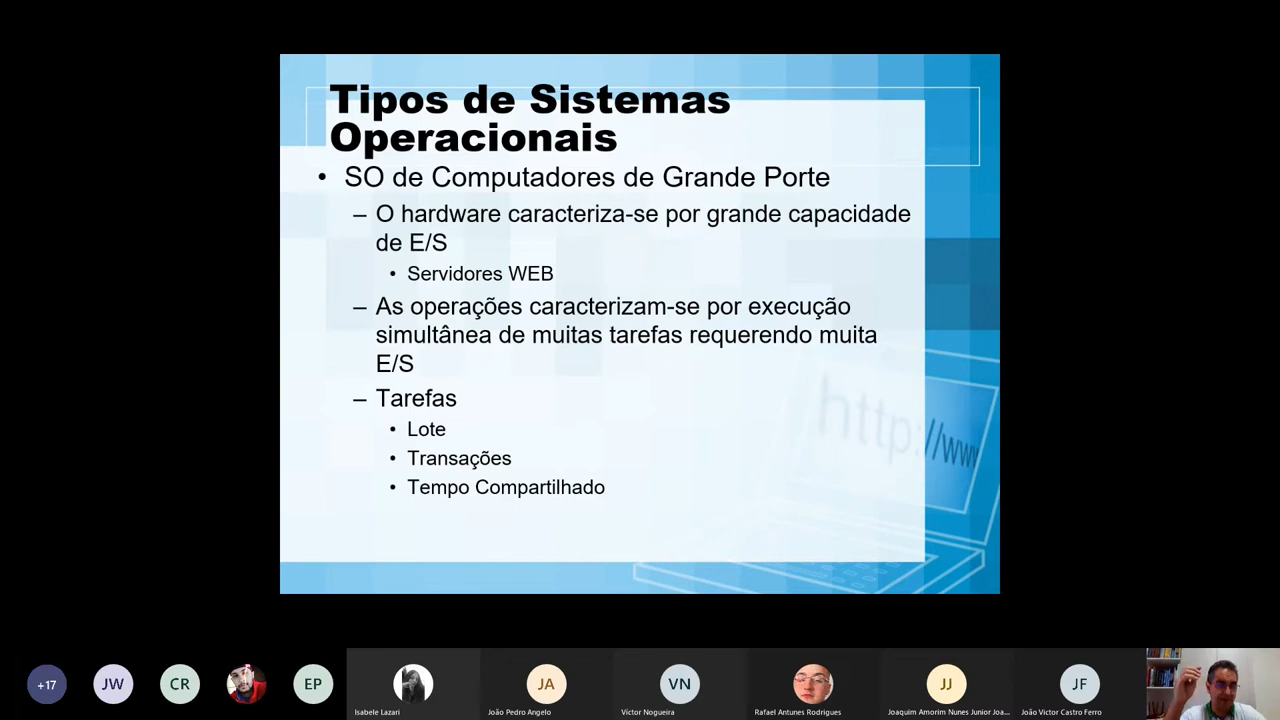 Tipos de Sistemas
Operacionais
• SO de Computadores de Grande Porte
– O hardware caracteriza-se por grande capacidade
de E/S
• Servidores WEB
– As operações caracterizam-se por execução
simultânea de muitas tarefas requerendo muita
E/S
– Tarefas
• Lote
• Transações
• Tempo Compartilhado
http://www
+17
JW
CR
EP
Isabele Lazari
JA
João Pedro Angelo
VN
Víctor Nogueira
Rafael Antunes Rodrigues
JJ
Joaquim Amorim Nunes Junior Joa...
JF
João Victor Castro Ferro